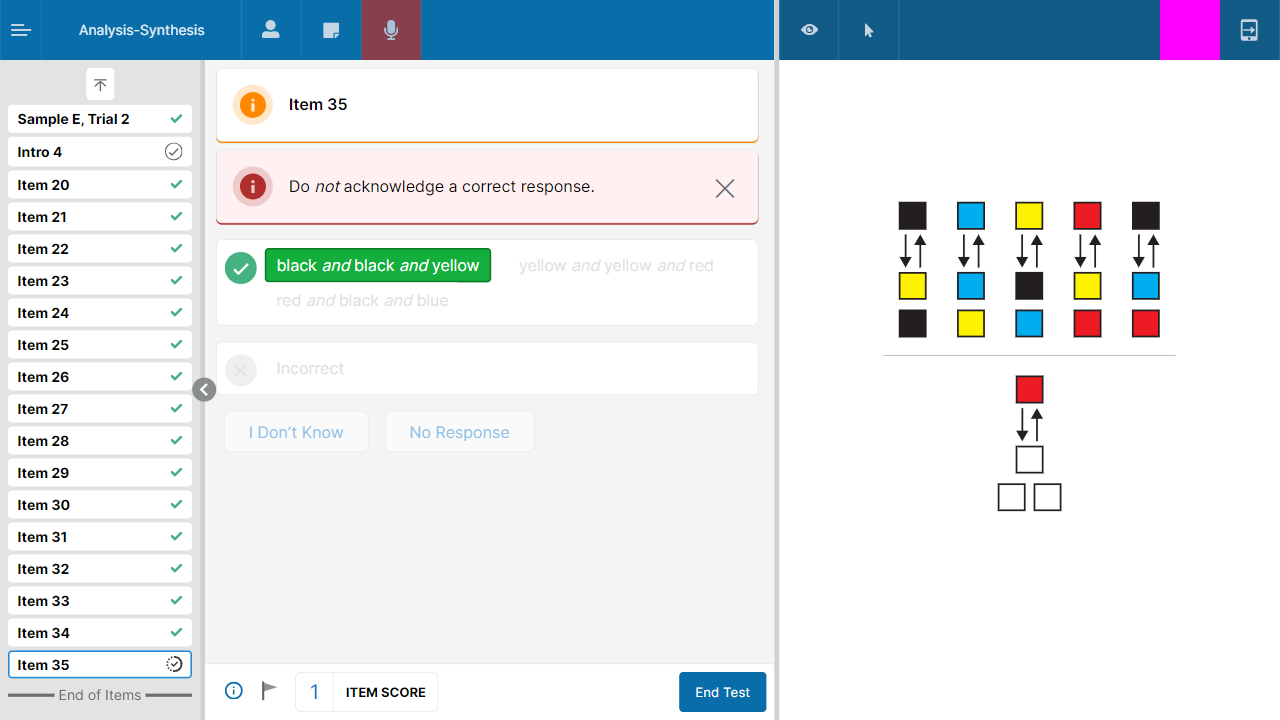 Analysis-Synthesis
Sample E, Trial 2
Intro 4
Item 20
Item 21
Item 22
Item 23
Item 24
Item 25
Item 26
Item 27
Item 28
Item 29
Item 30
Item 31
Item 32
Item 33
Item 34
Item 35
End of Items
Item 35
Do not acknowledge a correct response.
black and black and yellow yellow and yellow and red
red and black and blue
Incorrect
I Don't Know No Response
1 ITEM SCORE End Test